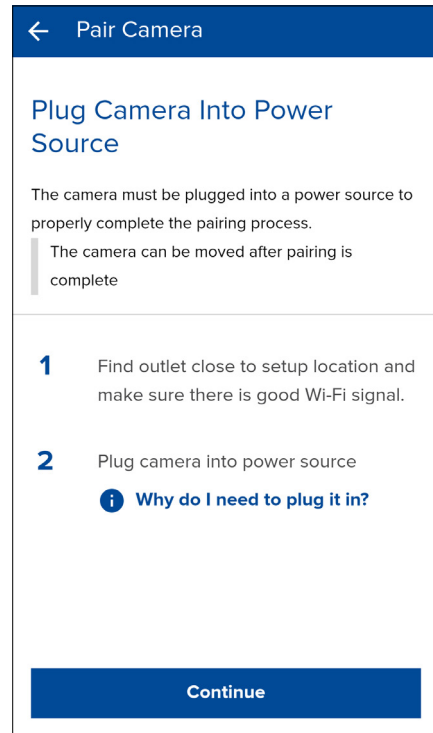 Pair Camera
Plug Camera Into Power
Source
The camera must be plugged into a power source to
properly complete the pairing process.
The camera can be moved after pairing is
complete
1 Find outlet close to setup location and
make sure there is good Wi-Fi signal.
2 Plug camera into power source
Why do I need to plug it in?
Continue